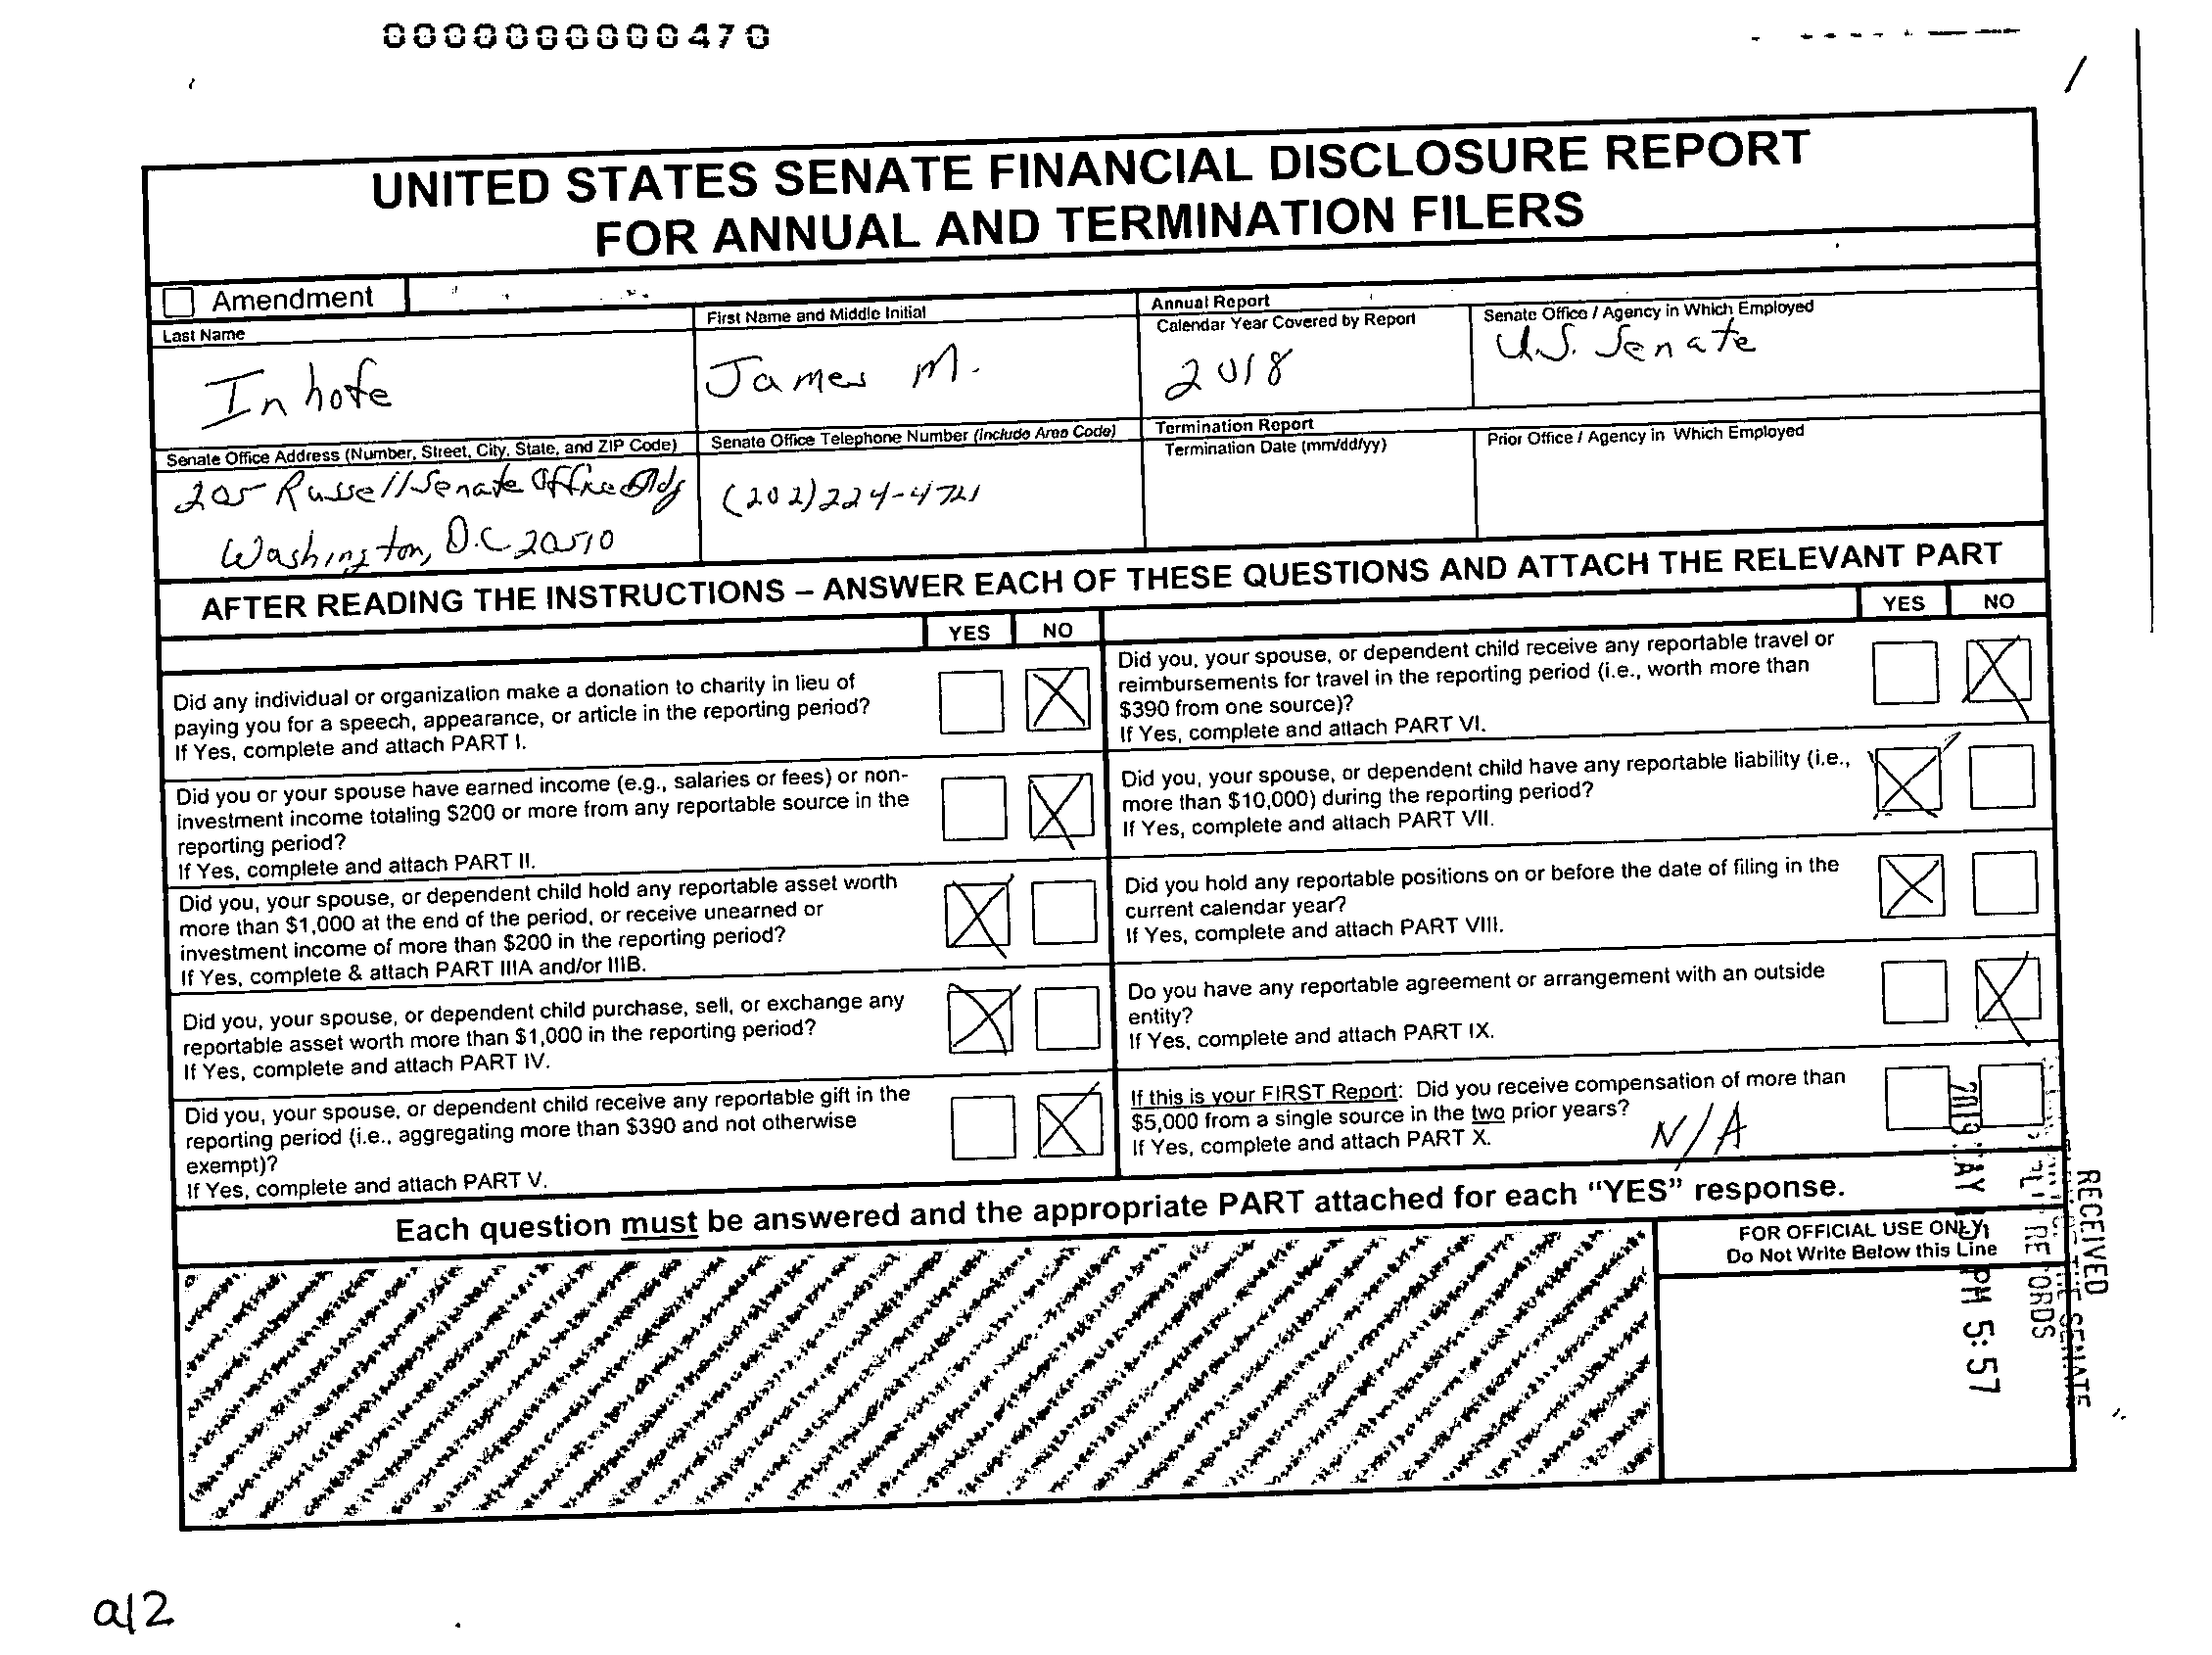 0000000000470
UNITED STATES SENATE FINANCIAL DISCLOSURE REPORT
FOR ANNUAL AND TERMINATION FILERS
Amendment
Last Name
Inhofe
First Name and Middle Initial
James M.
Annual Report
Calendar Year Covered by Report
2018
Senate Office / Agency in Which Employed
U.S. Senate
Senate Office Address (Number, Street, City, State, and ZIP Code)
205 Russell Senate Office Bldg
Washington, D.C 20510
Senate Office Telephone Number (Include Area Code)
(202)224-4721
Termination Report
Termination Date (mm/dd/yy)
Prior Office / Agency in Which Employed
AFTER READING THE INSTRUCTIONS – ANSWER EACH OF THESE QUESTIONS AND ATTACH THE RELEVANT PART
YES NO
Did any individual or organization make a donation to charity in lieu of
paying you for a speech, appearance, or article in the reporting period?
If Yes, complete and attach PART I.
Did you or your spouse have earned income (e.g., salaries or fees) or non-
investment income totaling $200 or more from any reportable source in the
reporting period?
If Yes, complete and attach PART II.
Did you, your spouse, or dependent child hold any reportable asset worth
more than $1,000 at the end of the period, or receive unearned or
investment income of more than $200 in the reporting period?
If Yes, complete & attach PART IIIA and/or IIIB.
Did you, your spouse, or dependent child purchase, sell, or exchange any
reportable asset worth more than $1,000 in the reporting period?
If Yes, complete and attach PART IV.
Did you, your spouse, or dependent child receive any reportable gift in the
reporting period (i.e., aggregating more than $390 and not otherwise
exempt)?
If Yes, complete and attach PART V.
YES NO
Did you, your spouse, or dependent child receive any reportable travel or
reimbursements for travel in the reporting period (i.e., worth more than
$390 from one source)?
If Yes, complete and attach PART VI.
Did you, your spouse, or dependent child have any reportable liability (i.e.,
more than $10,000) during the reporting period?
If Yes, complete and attach PART VII.
Did you hold any reportable positions on or before the date of filing in the
current calendar year?
If Yes, complete and attach PART VIII.
Do you have any reportable agreement or arrangement with an outside
entity?
If Yes, complete and attach PART IX.
If this is your FIRST Report: Did you receive compensation of more than
$5,000 from a single source in the two prior years?
If Yes, complete and attach PART X.
N/A
Each question must be answered and the appropriate PART attached for each “YES” response.
FOR OFFICIAL USE ONLY
Do Not Write Below this Line
RECEIVED
THE SENATE
PM 5:57
a12